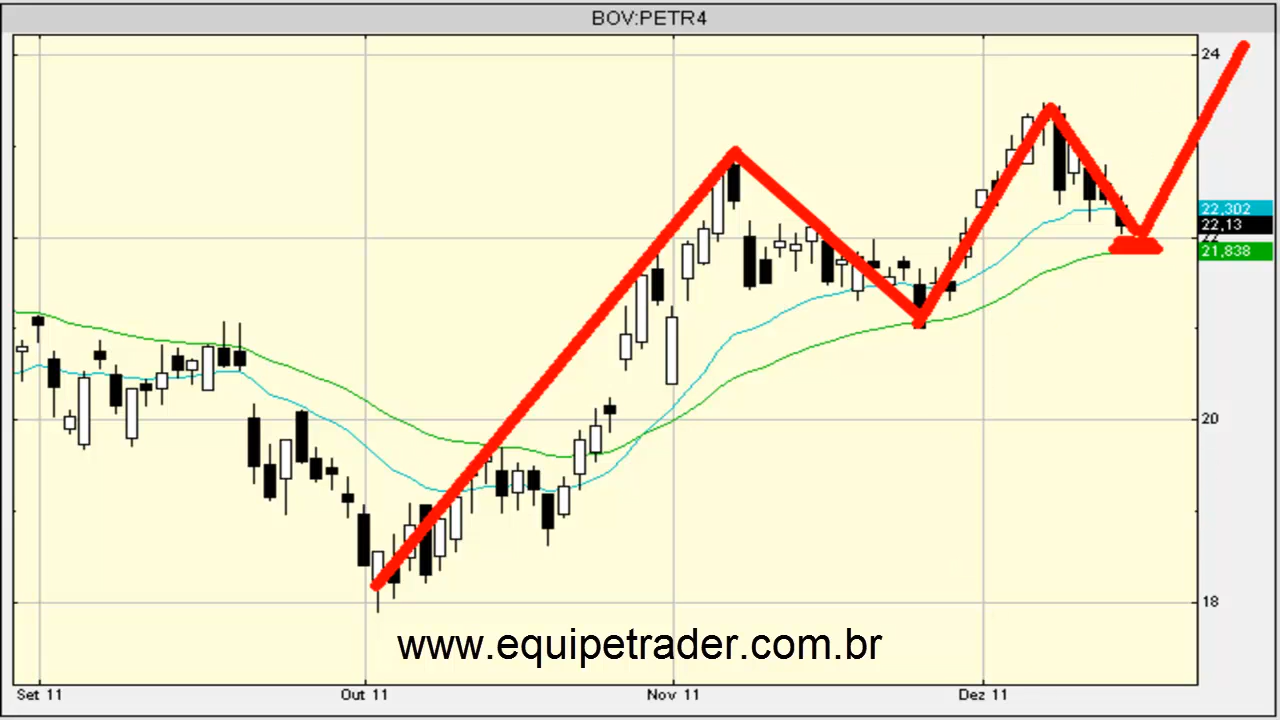 BOV:PETR4
24
22,302
22,13
22
21,838
20
18
www.equipetrader.com.br
Set 11 Out 11 Nov 11 Dez 11